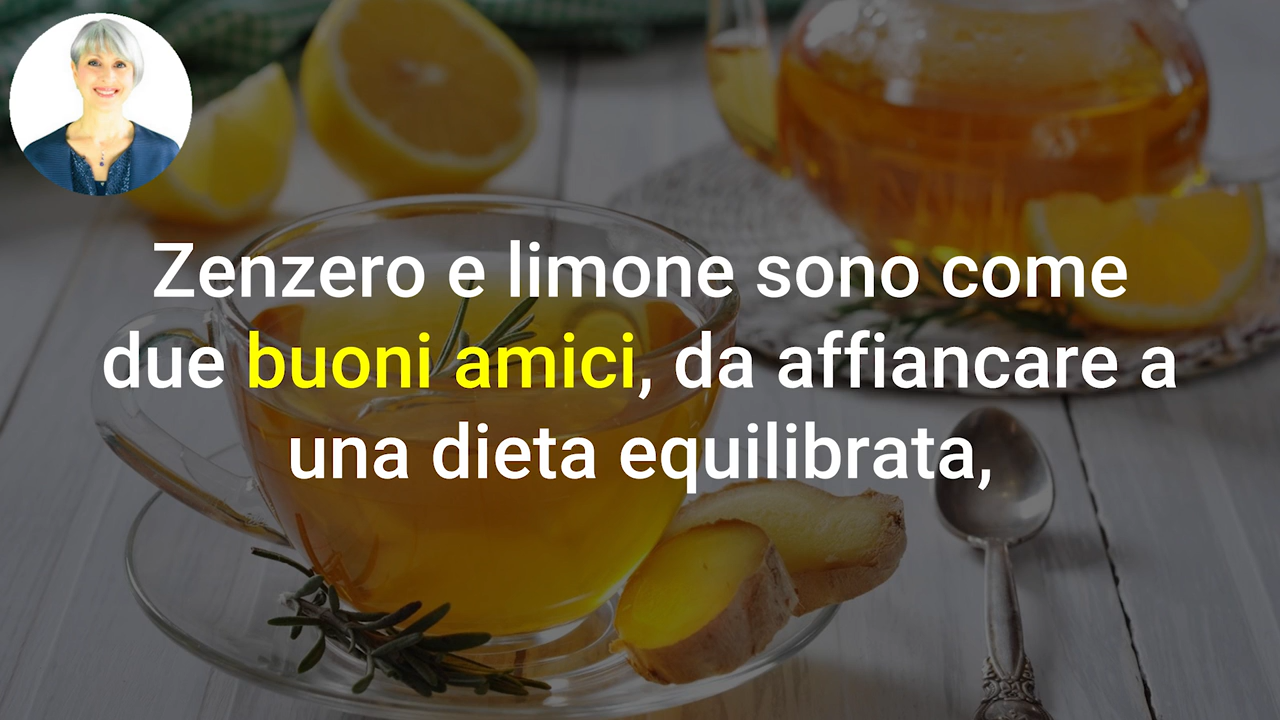 Zenzero e limone sono come
due buoni amici, da affiancare a
una dieta equilibrata,